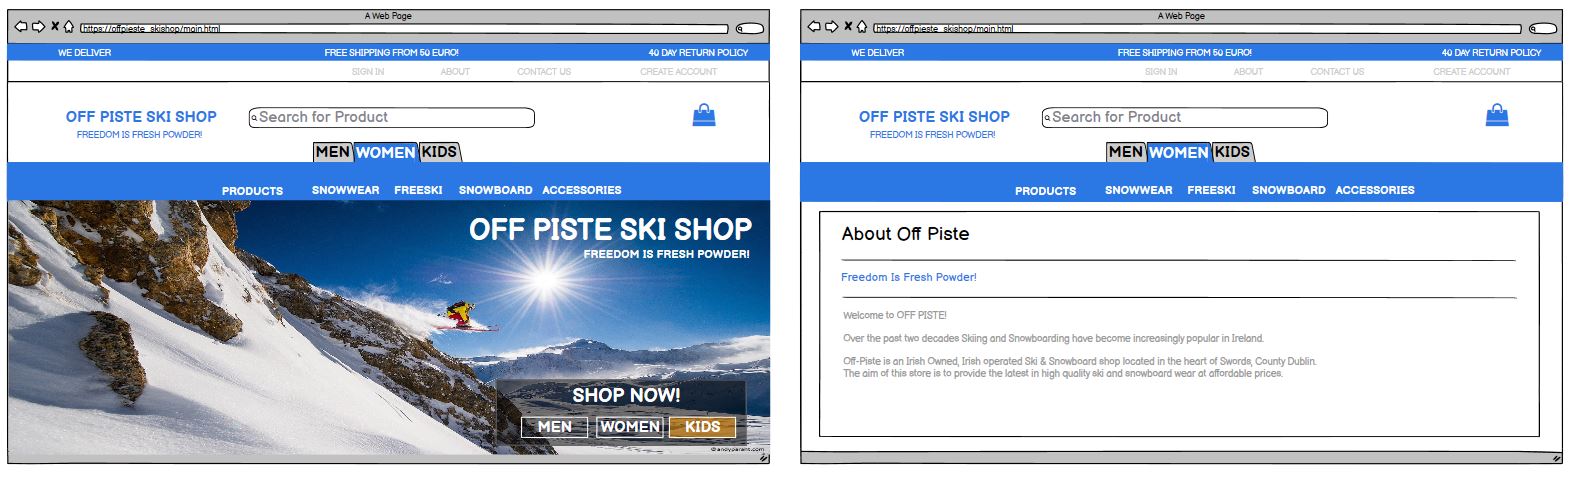 A Web Page
https://offpieste_skishop/main.html
WE DELIVER FREE SHIPPING FROM 50 EURO! 40 DAY RETURN POLICY
SIGN IN ABOUT CONTACT US CREATE ACCOUNT
OFF PISTE SKI SHOP Search for Product
FREEDOM IS FRESH POWDER!
MEN WOMEN KIDS
PRODUCTS SNOWWEAR FREESKI SNOWBOARD ACCESSORIES
OFF PISTE SKI SHOP
FREEDOM IS FRESH POWDER!
SHOP NOW!
MEN WOMEN KIDS
©andyparant.com
A Web Page
https://offpieste_skishop/main.html
WE DELIVER FREE SHIPPING FROM 50 EURO! 40 DAY RETURN POLICY
SIGN IN ABOUT CONTACT US CREATE ACCOUNT
OFF PISTE SKI SHOP Search for Product
FREEDOM IS FRESH POWDER!
MEN WOMEN KIDS
PRODUCTS SNOWWEAR FREESKI SNOWBOARD ACCESSORIES
About Off Piste
Freedom Is Fresh Powder!
Welcome to OFF PISTE!
Over the past two decades Skiing and Snowboarding have become increasingly popular in Ireland.
Off-Piste is an Irish Owned, Irish operated Ski & Snowboard shop located in the heart of Swords, County Dublin.
The aim of this store is to provide the latest in high quality ski and snowboard wear at affordable prices.